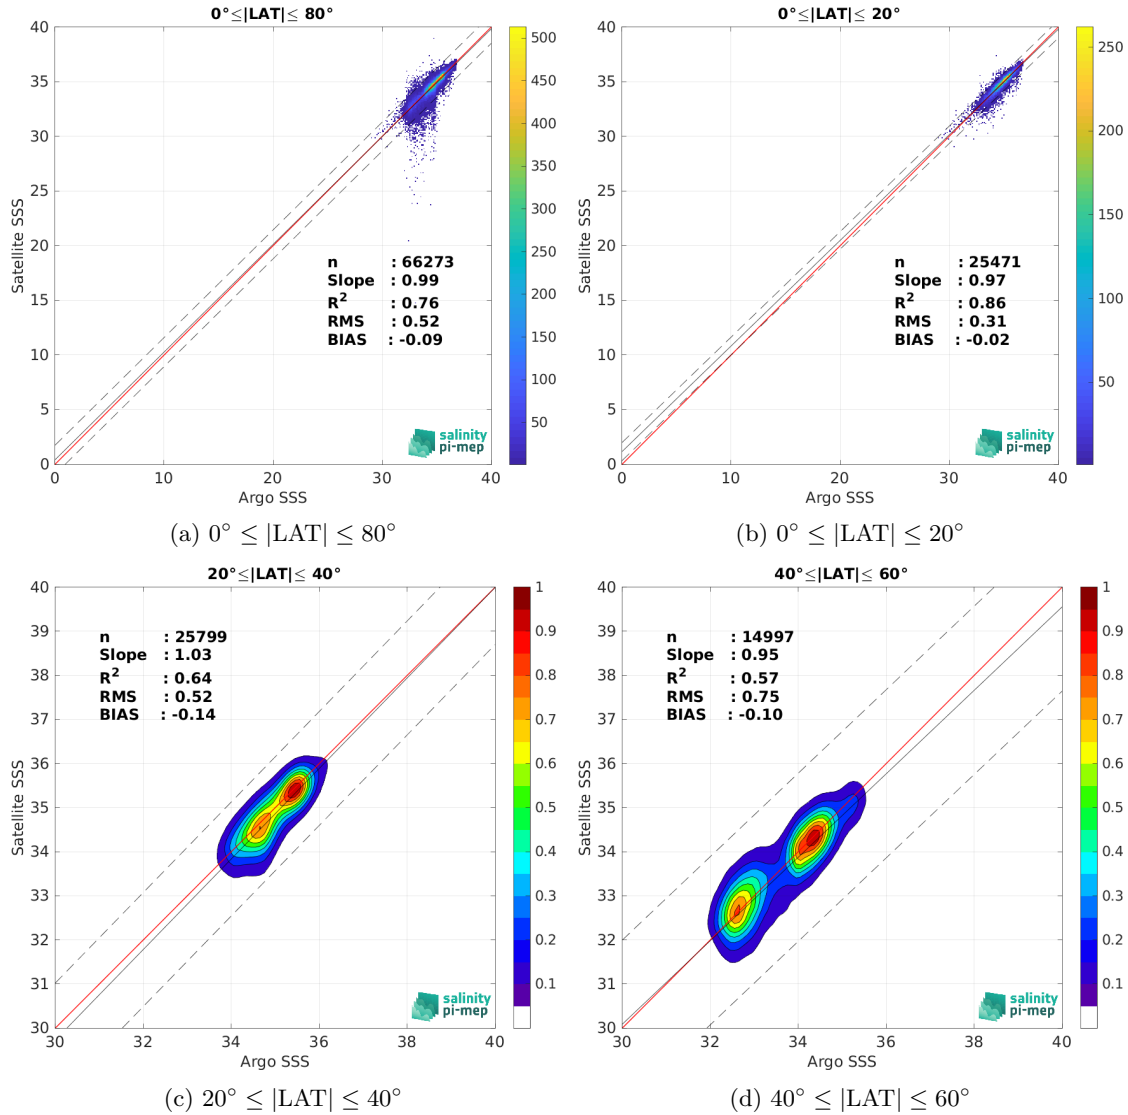 0°≤|LAT|≤ 80°
40
35
30
25
20
15
10
5
0
Satellite SSS
n : 66273
Slope : 0.99
R² : 0.76
RMS : 0.52
BIAS : -0.09
salinity
pi-mep
0 10 20 30 40
Argo SSS
500
450
400
350
300
250
200
150
100
50
(a) 0° ≤ |LAT| ≤ 80°
0°≤|LAT|≤ 20°
40
35
30
25
20
15
10
5
0
Satellite SSS
n : 25471
Slope : 0.97
R² : 0.86
RMS : 0.31
BIAS : -0.02
salinity
pi-mep
0 10 20 30 40
Argo SSS
250
200
150
100
50
(b) 0° ≤ |LAT| ≤ 20°
20°≤|LAT|≤ 40°
40
39
38
37
36
35
34
33
32
31
30
Satellite SSS
n : 25799
Slope : 1.03
R² : 0.64
RMS : 0.52
BIAS : -0.14
salinity
pi-mep
30 32 34 36 38 40
Argo SSS
1
0.9
0.8
0.7
0.6
0.5
0.4
0.3
0.2
0.1
(c) 20° ≤ |LAT| ≤ 40°
40°≤|LAT|≤ 60°
40
39
38
37
36
35
34
33
32
31
30
Satellite SSS
n : 14997
Slope : 0.95
R² : 0.57
RMS : 0.75
BIAS : -0.10
salinity
pi-mep
30 32 34 36 38 40
Argo SSS
1
0.9
0.8
0.7
0.6
0.5
0.4
0.3
0.2
0.1
(d) 40° ≤ |LAT| ≤ 60°